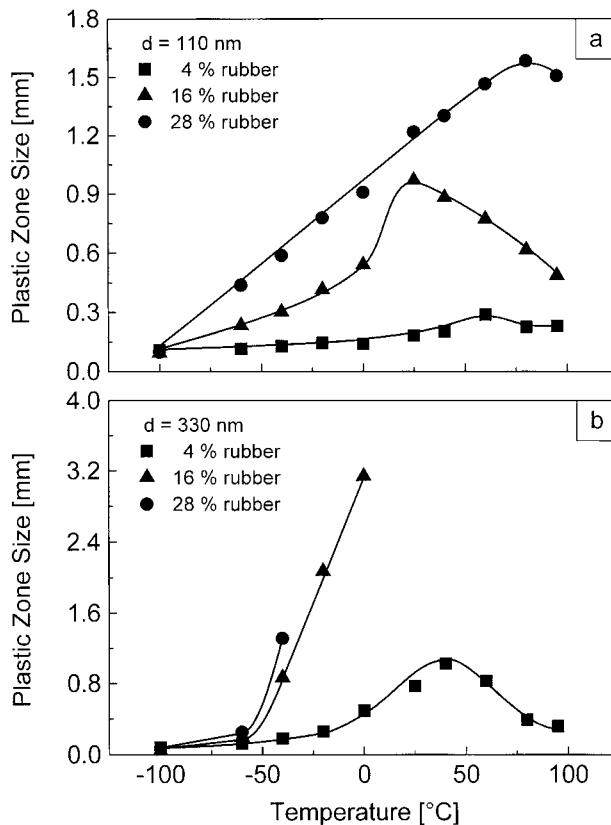 a
d = 110 nm
4 % rubber
16 % rubber
28 % rubber
Plastic Zone Size [mm]
1.8
1.5
1.2
0.9
0.6
0.3
0.0
b
d = 330 nm
4 % rubber
16 % rubber
28 % rubber
Plastic Zone Size [mm]
4.0
3.2
2.4
1.6
0.8
0.0
-100 -50 0 50 100
Temperature [°C]